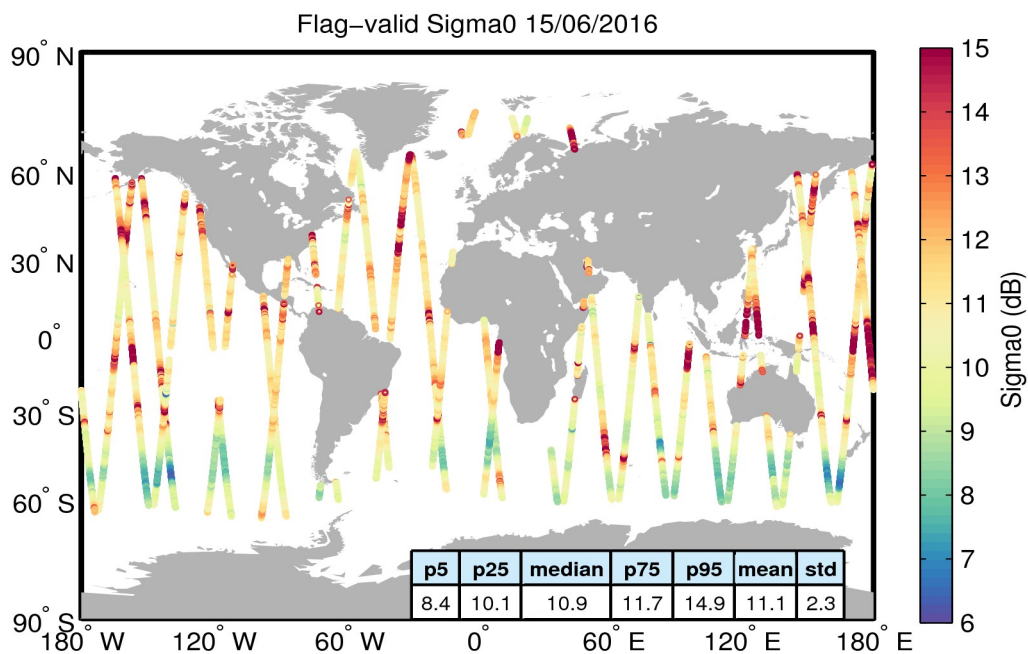 Flag-valid Sigma0 15/06/2016
90° N
60° N
30° N
0°
30° S
60° S
90° S
180° W
120° W
60° W
0°
60° E
120° E
180° E
15
14
13
12
11
10
9
8
7
6
Sigma0 (dB)
p5 p25 median p75 p95 mean std
8.4 10.1 10.9 11.7 14.9 11.1 2.3